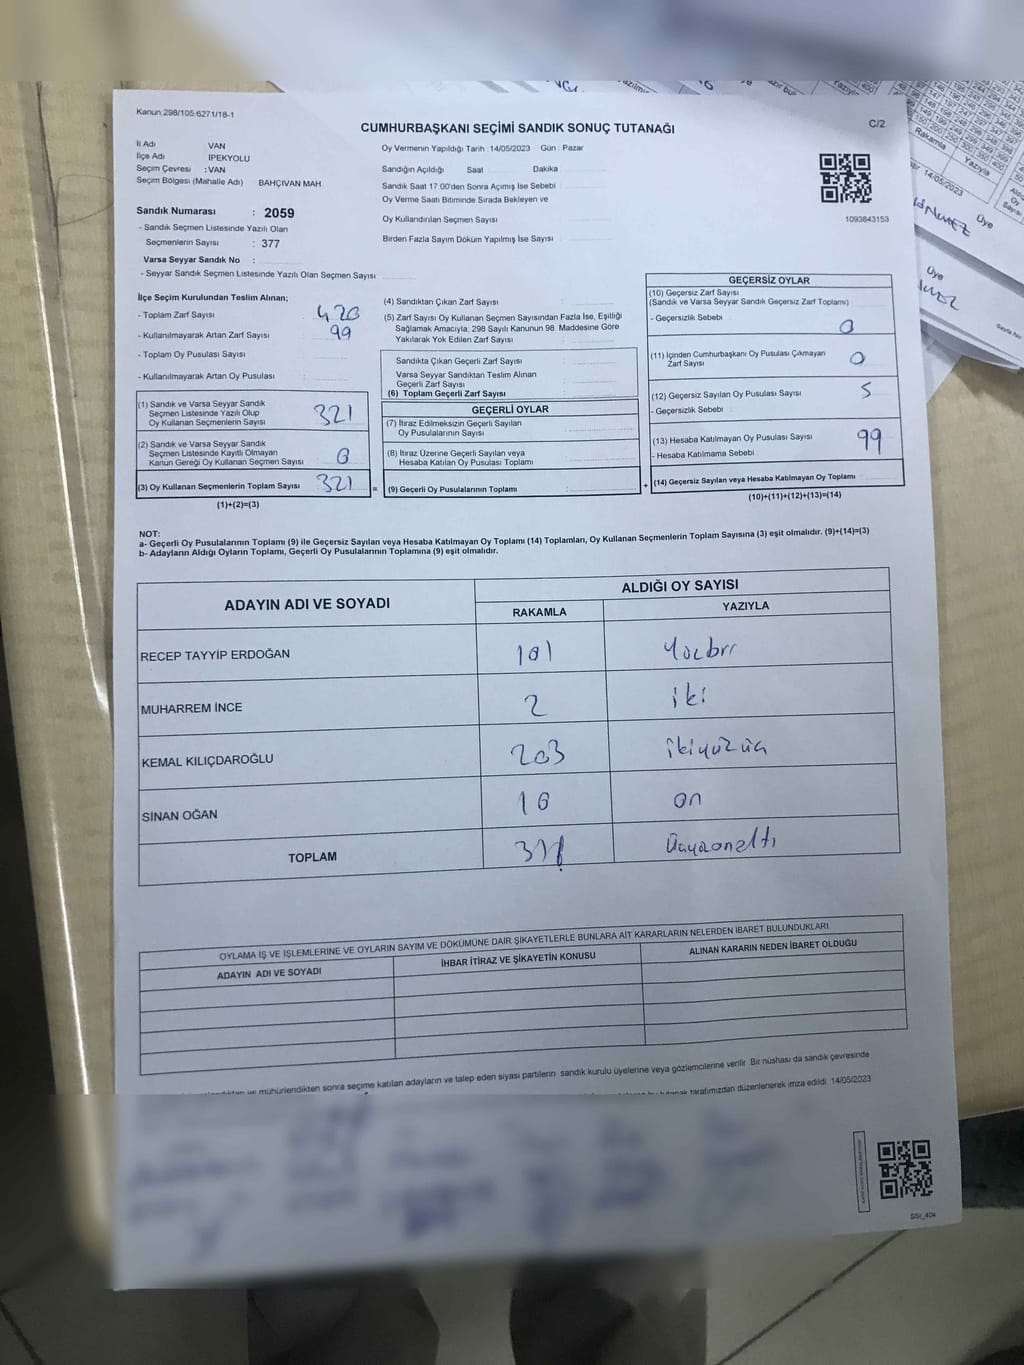 Kanun 298/105 6271/18-1
C/2
CUMHURBAŞKANI SEÇİMİ SANDIK SONUÇ TUTANAĞI
İl Adı VAN
İlçe Adı İPEKYOLU
Seçim Çevresi : VAN
Seçim Bölgesi (Mahalle Adı) BAHÇIVAN MAH
Sandık Numarası : 2059
- Sandık Seçmen Listesinde Yazılı Olan
Seçmenlerin Sayısı : 377
Varsa Seyyar Sandık No :
- Seyyar Sandık Seçmen Listesinde Yazılı Olan Seçmen Sayısı
Oy Vermenin Yapıldığı Tarih 14/05/2023 Gün : Pazar
Sandığın Açıldığı Saat Dakika
Sandık Saat 17:00'den Sonra Açılmış İse Sebebi
Oy Verme Saati Bitiminde Sırada Bekleyen ve
Oy Kullandırılan Seçmen Sayısı
Birden Fazla Sayım Döküm Yapılmış İse Sayısı
1093843153
İlçe Seçim Kurulundan Teslim Alınan;
- Toplam Zarf Sayısı 420
- Kullanılmayarak Artan Zarf Sayısı 99
- Toplam Oy Pusulası Sayısı
- Kullanılmayarak Artan Oy Pusulası
(1) Sandık ve Varsa Seyyar Sandık
Seçmen Listesinde Yazılı Olup
Oy Kullanan Seçmenlerin Sayısı 321
(2) Sandık ve Varsa Seyyar Sandık
Seçmen Listesinde Kayıtlı Olmayan
Kanun Gereği Oy Kullanan Seçmen Sayısı 0
(3) Oy Kullanan Seçmenlerin Toplam Sayısı 321 =
(1)+(2)=(3)
(4) Sandıktan Çıkan Zarf Sayısı :
(5) Zarf Sayısı Oy Kullanan Seçmen Sayısından Fazla İse, Eşitliği
Sağlamak Amacıyla, 298 Sayılı Kanunun 98. Maddesine Göre
Yakılarak Yok Edilen Zarf Sayısı :
Sandıkta Çıkan Geçerli Zarf Sayısı :
Varsa Seyyar Sandıktan Teslim Alınan
Geçerli Zarf Sayısı :
(6) Toplam Geçerli Zarf Sayısı :
GEÇERLİ OYLAR
(7) İtiraz Edilmeksizin Geçerli Sayılan
Oy Pusulalarının Sayısı :
(8) İtiraz Üzerine Geçerli Sayılan veya
Hesaba Katılan Oy Pusulası Toplamı :
(9) Geçerli Oy Pusulalarının Toplamı : +
GEÇERSİZ OYLAR
(10) Geçersiz Zarf Sayısı
(Sandık ve Varsa Seyyar Sandık Geçersiz Zarf Toplamı) :
- Geçersizlik Sebebi 0
(11) İçinden Cumhurbaşkanı Oy Pusulası Çıkmayan
Zarf Sayısı 0
(12) Geçersiz Sayılan Oy Pusulası Sayısı 5
- Geçersizlik Sebebi
(13) Hesaba Katılmayan Oy Pusulası Sayısı 99
- Hesaba Katılmama Sebebi
(14) Geçersiz Sayılan veya Hesaba Katılmayan Oy Toplamı
(10)+(11)+(12)+(13)=(14)
NOT:
a- Geçerli Oy Pusulalarının Toplamı (9) ile Geçersiz Sayılan veya Hesaba Katılmayan Oy Toplamı (14) Toplamları, Oy Kullanan Seçmenlerin Toplam Sayısına (3) eşit olmalıdır. (9)+(14)=(3)
b- Adayların Aldığı Oyların Toplamı, Geçerli Oy Pusulalarının Toplamına (9) eşit olmalıdır.
ADAYIN ADI VE SOYADI ALDIĞI OY SAYISI
RAKAMLA YAZIYLA
RECEP TAYYİP ERDOĞAN 101 Yüzbir
MUHARREM İNCE 2 iki
KEMAL KILIÇDAROĞLU 203 ikiyüzüç
SİNAN OĞAN 10 on
TOPLAM 316 Üçyüzonaltı
OYLAMA İŞ VE İŞLEMLERİNE VE OYLARIN SAYIM VE DÖKÜMÜNE DAİR ŞİKAYETLERLE BUNLARA AİT KARARLARIN NELERDEN İBARET BULUNDUKLARI
ADAYIN ADI VE SOYADI İHBAR İTİRAZ VE ŞİKAYETİN KONUSU ALINAN KARARIN NEDEN İBARET OLDUĞU
ve mühürlendikten sonra seçime katılan adayların ve talep eden siyasi partilerin sandık kurulu üyelerine veya gözlemcilerine verilir Bir nüshası da sandık çevresinde
tarafımızdan düzenlenerek imza edildi 14/05/2023
SSI_404
Rakamla
Yazıyla
14/05/2023
Üye
Üye